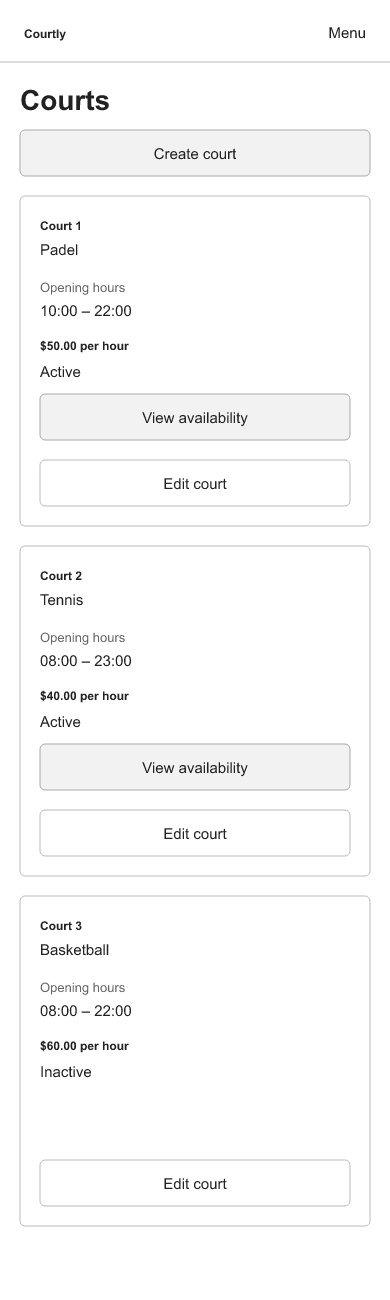 Courtly
Menu
Courts
Create court
Court 1
Padel
Opening hours
10:00 – 22:00
$50.00 per hour
Active
View availability
Edit court
Court 2
Tennis
Opening hours
08:00 – 23:00
$40.00 per hour
Active
View availability
Edit court
Court 3
Basketball
Opening hours
08:00 – 22:00
$60.00 per hour
Inactive
Edit court